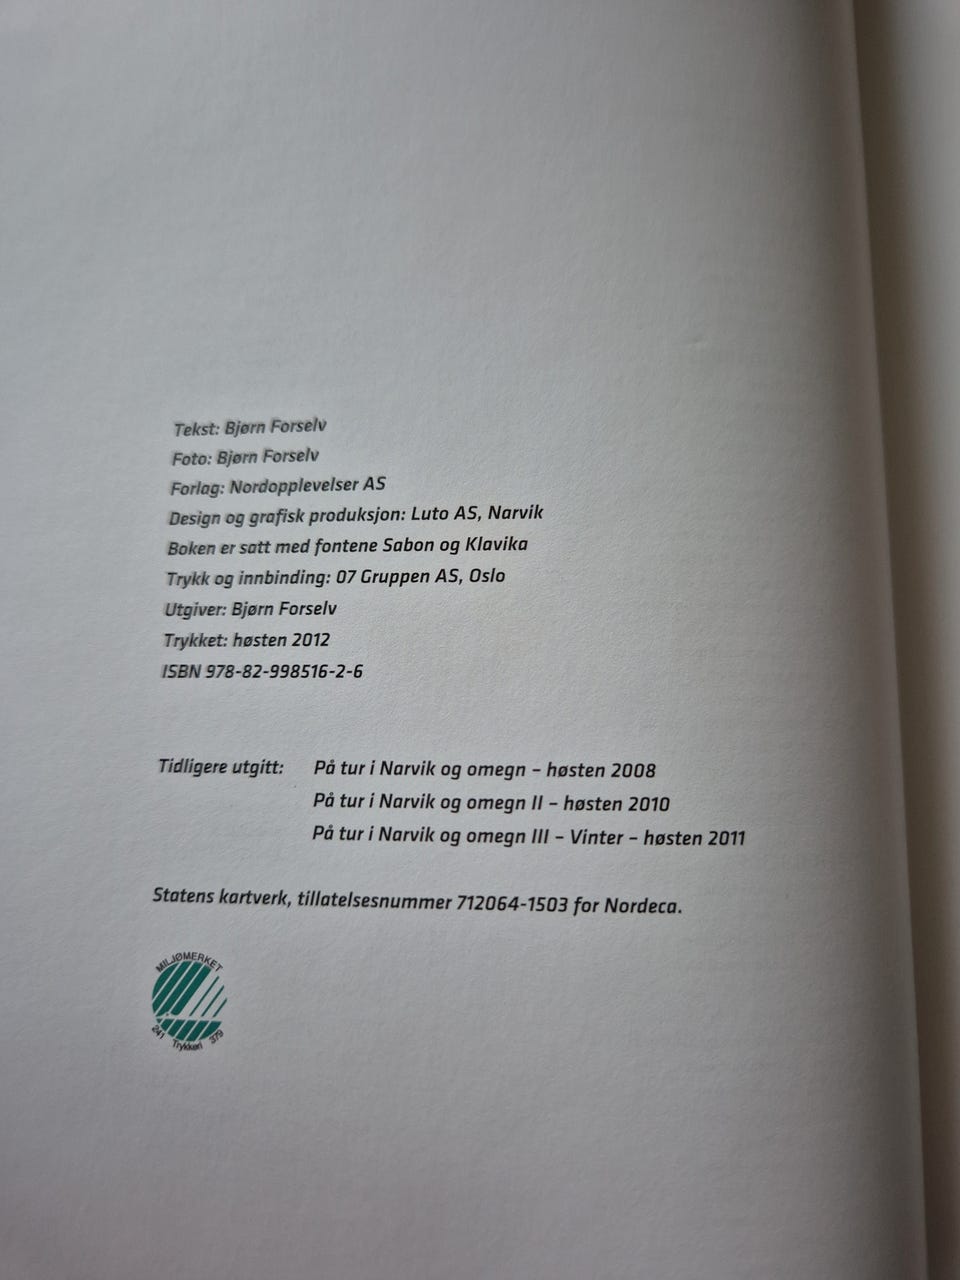 Tekst: Bjørn Forselv
Foto: Bjørn Forselv
Forlag: Nordopplevelser AS
Design og grafisk produksjon: Luto AS, Narvik
Boken er satt med fontene Sabon og Klavika
Trykk og innbinding: 07 Gruppen AS, Oslo
Utgiver: Bjørn Forselv
Trykket: høsten 2012
ISBN 978-82-998516-2-6
Tidligere utgitt: På tur i Narvik og omegn – høsten 2008
På tur i Narvik og omegn II – høsten 2010
På tur i Narvik og omegn III – Vinter – høsten 2011
Statens kartverk, tillatelsesnummer 712064-1503 for Nordeca.
MILJØMERKET
241 Trykkeri 379